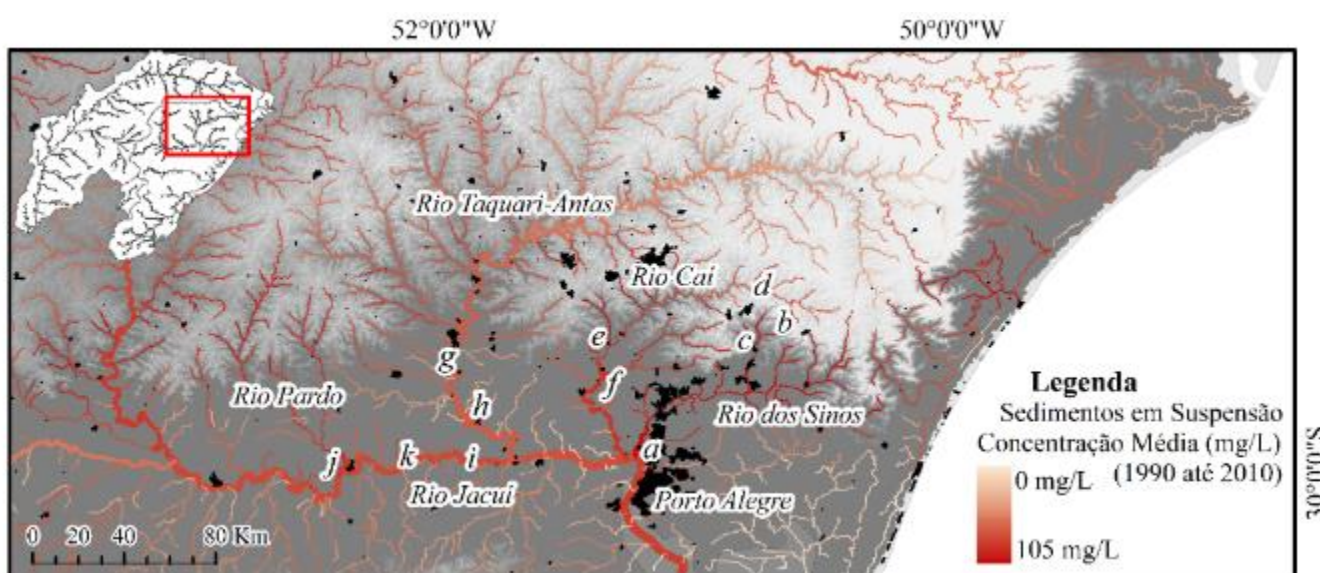 52°0'0"W
50°0'0"W
Rio Taquari-Antas
Rio Caí
d
b
c
e
g
f
Rio Pardo
h
Rio dos Sinos
j
k
i
a
Rio Jacuí
Porto Alegre
0 20 40 80 Km
Legenda
Sedimentos em Suspensão
Concentração Média (mg/L)
(1990 até 2010)
0 mg/L
105 mg/L
30°0'0"S